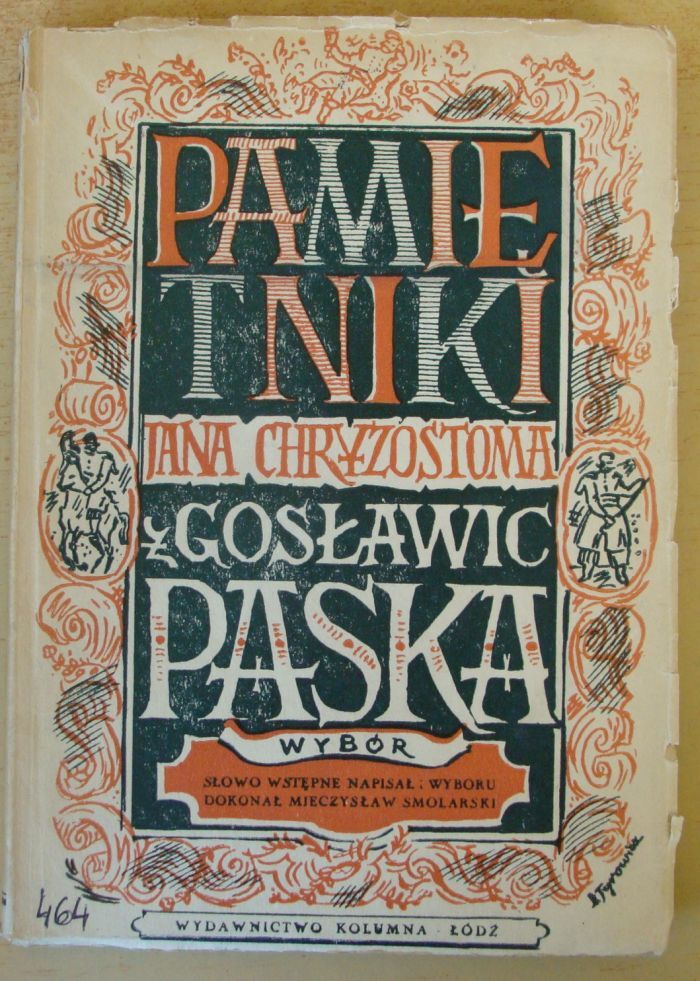 PAMIĘ
TNIKI
JANA CHRYZOSTOMA
z GOSŁAWIC
PASKA
WYBÓR
SŁOWO WSTĘPNE NAPISAŁ i WYBORU
DOKONAŁ MIECZYSŁAW SMOLARSKI
464
WYDAWNICTWO KOLUMNA - ŁÓDŹ